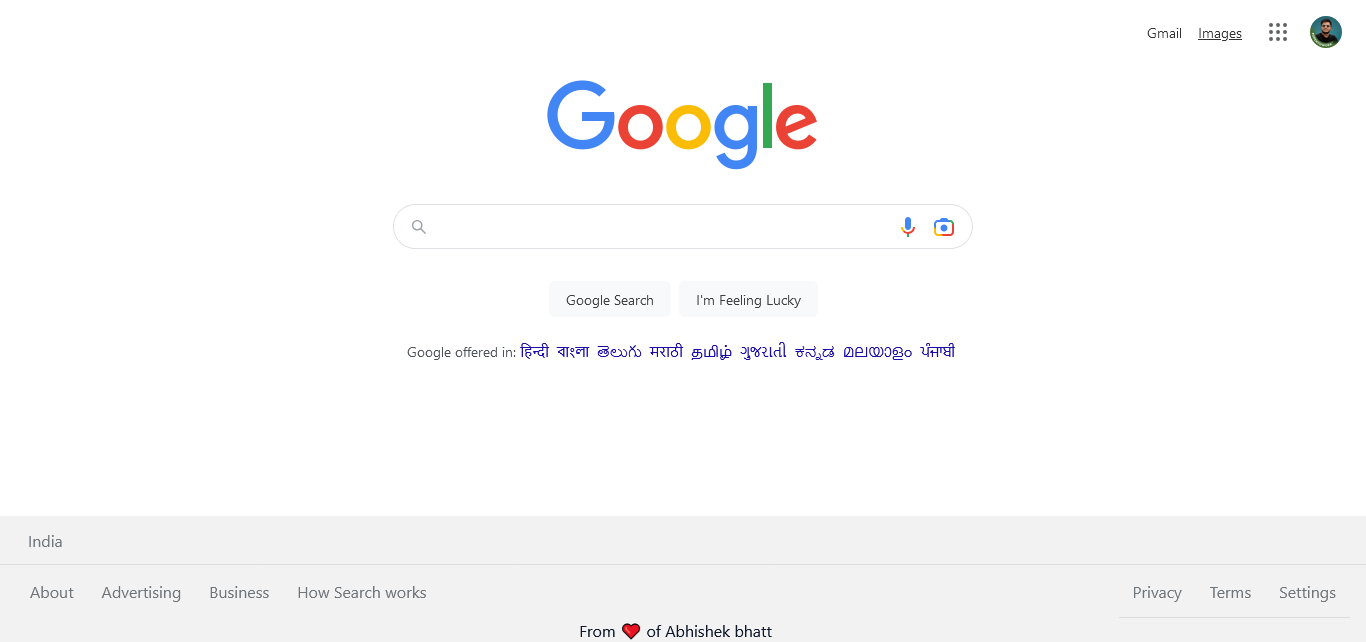 Gmail Images
Google
Google Search I'm Feeling Lucky
Google offered in: हिन्दी বাংলা తెలుగు मराठी தமிழ் ગુજરાતી ಕನ್ನಡ മലയാളം ਪੰਜਾਬੀ
India
About Advertising Business How Search works Privacy Terms Settings
From ❤ of Abhishek bhatt